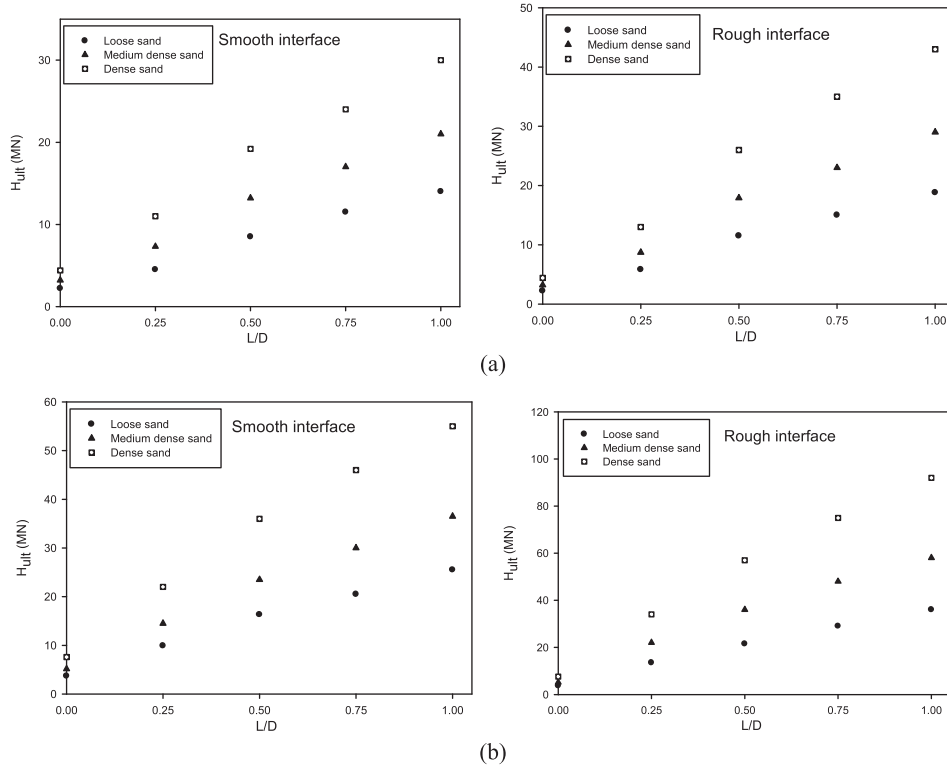 Smooth interface
Loose sand
Medium dense sand
Dense sand
30
20
10
0
H_ult (MN)
0.00 0.25 0.50 0.75 1.00
L/D
Rough interface
Loose sand
Medium dense sand
Dense sand
50
40
30
20
10
0
H_ult (MN)
0.00 0.25 0.50 0.75 1.00
L/D
(a)
Smooth interface
Loose sand
Medium dense sand
Dense sand
60
50
40
30
20
10
0
H_ult (MN)
0.00 0.25 0.50 0.75 1.00
L/D
Rough interface
Loose sand
Medium dense sand
Dense sand
120
100
80
60
40
20
0
H_ult (MN)
0.00 0.25 0.50 0.75 1.00
L/D
(b)